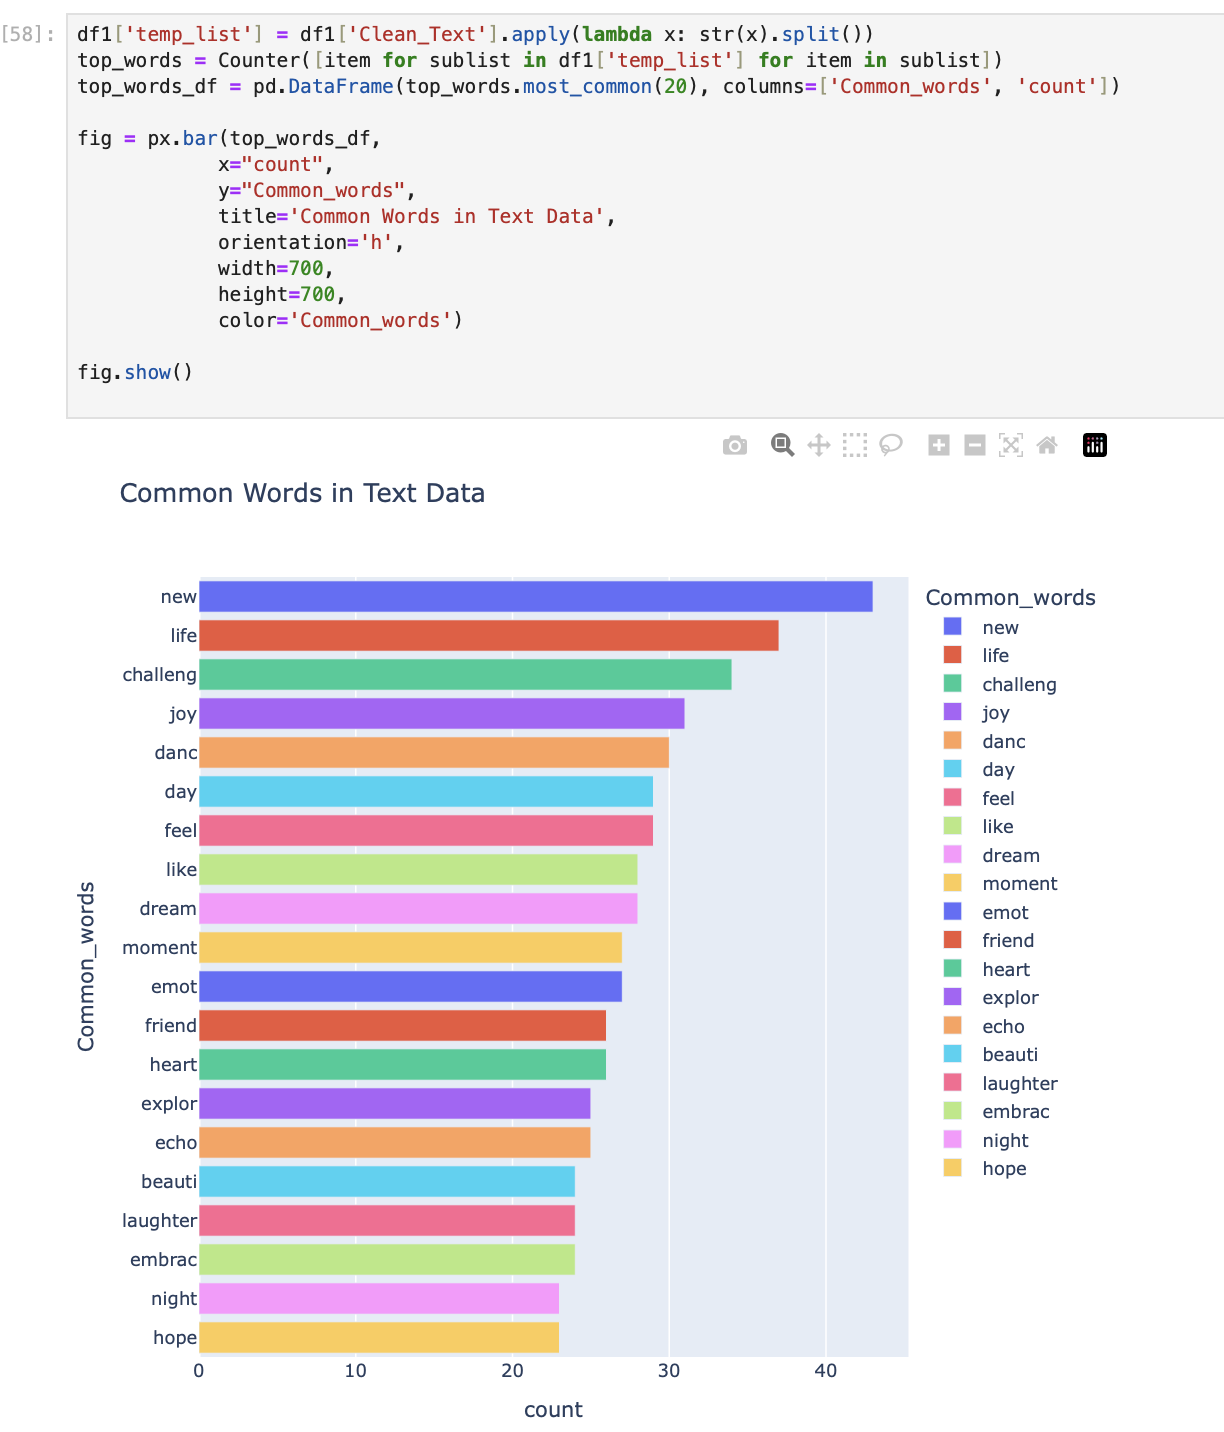 [58]:
df1['temp_list'] = df1['Clean_Text'].apply(lambda x: str(x).split())
top_words = Counter([item for sublist in df1['temp_list'] for item in sublist])
top_words_df = pd.DataFrame(top_words.most_common(20), columns=['Common_words', 'count'])
fig = px.bar(top_words_df,
x="count",
y="Common_words",
title='Common Words in Text Data',
orientation='h',
width=700,
height=700,
color='Common_words')
fig.show()
Common Words in Text Data
Common_words
new
life
challeng
joy
danc
day
feel
like
dream
moment
emot
friend
heart
explor
echo
beauti
laughter
embrac
night
hope
0 10 20 30 40
count
Common_words
new
life
challeng
joy
danc
day
feel
like
dream
moment
emot
friend
heart
explor
echo
beauti
laughter
embrac
night
hope